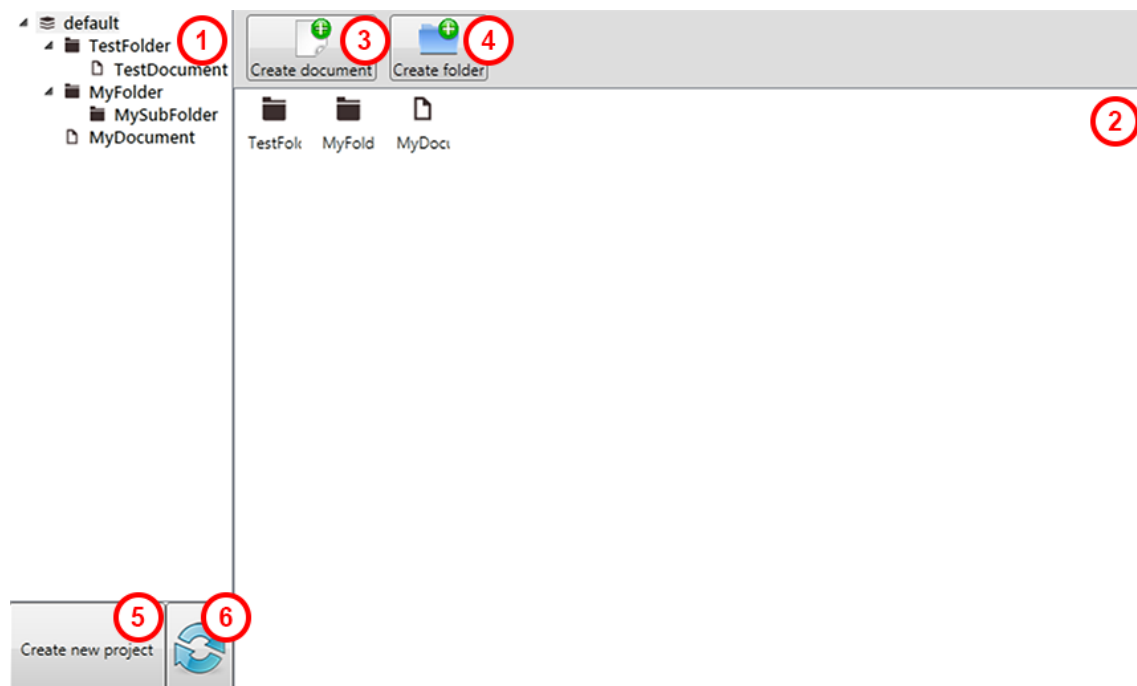 default
TestFolder
1
TestDocument
MyFolder
MySubFolder
MyDocument
3
4
Create document
Create folder
2
TestFol
MyFold
MyDoc
5
6
Create new project